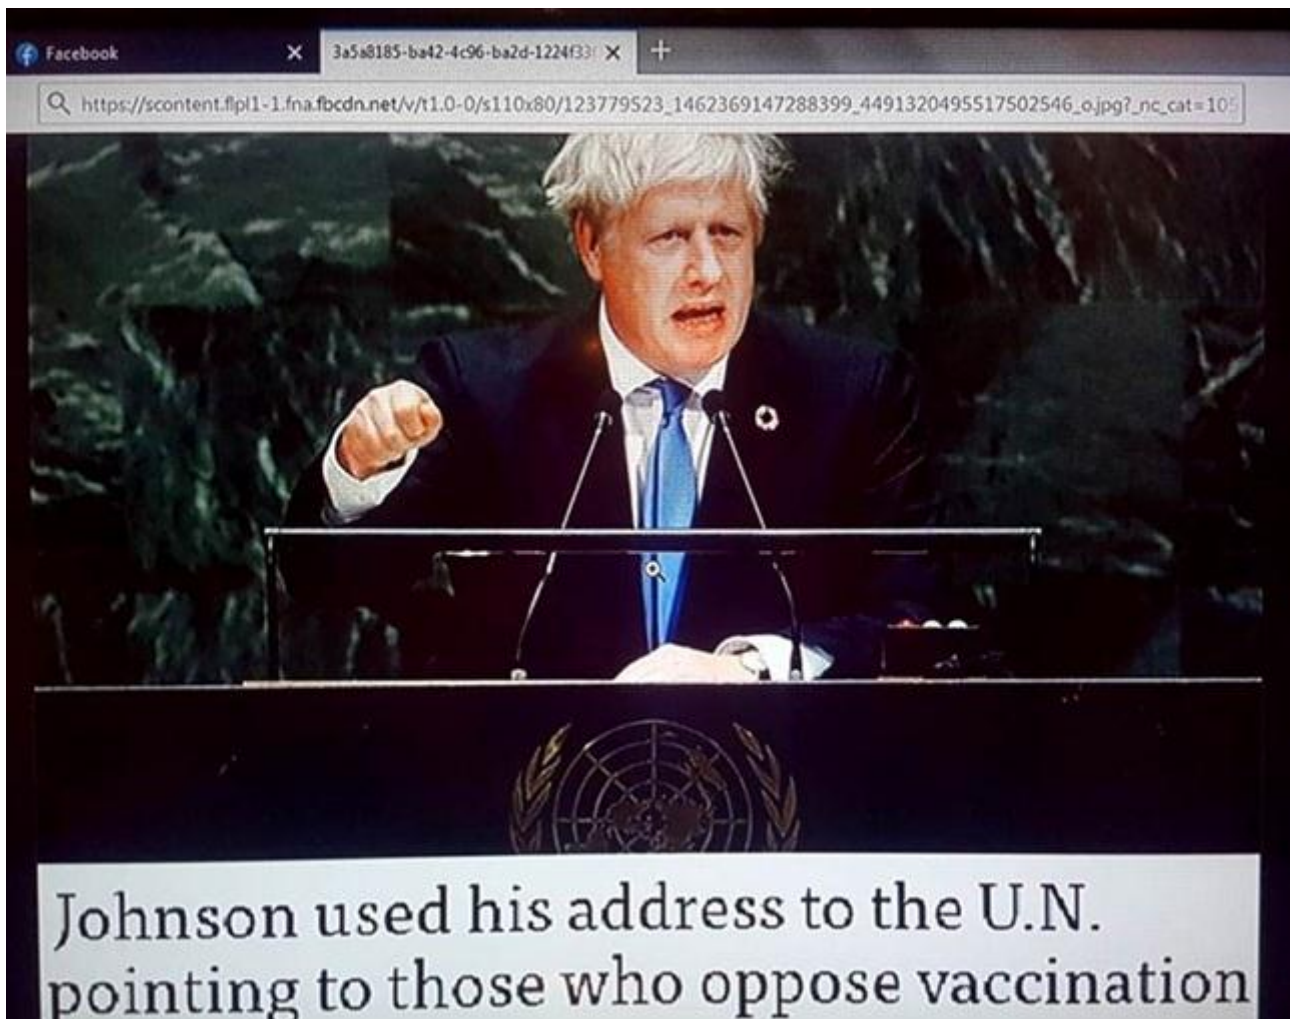 Facebook
3a5a8185-ba42-4c96-ba2d-1224f33
https://scontent.flpl1-1.fna.fbcdn.net/v/t1.0-0/s110x80/123779523_1462369147288399_4491320495517502546_o.jpg?_nc_cat=105
Johnson used his address to the U.N.
pointing to those who oppose vaccination